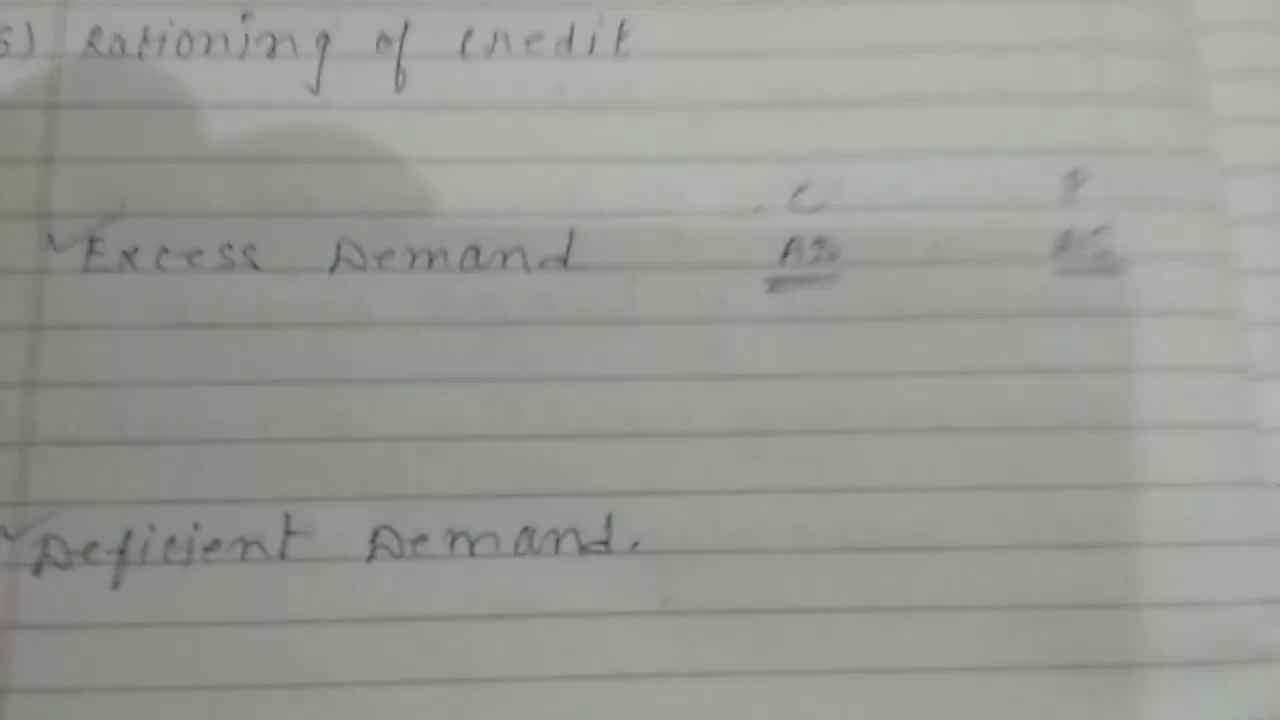 5) Rationing of credit
C
Excess Demand
Deficient Demand.